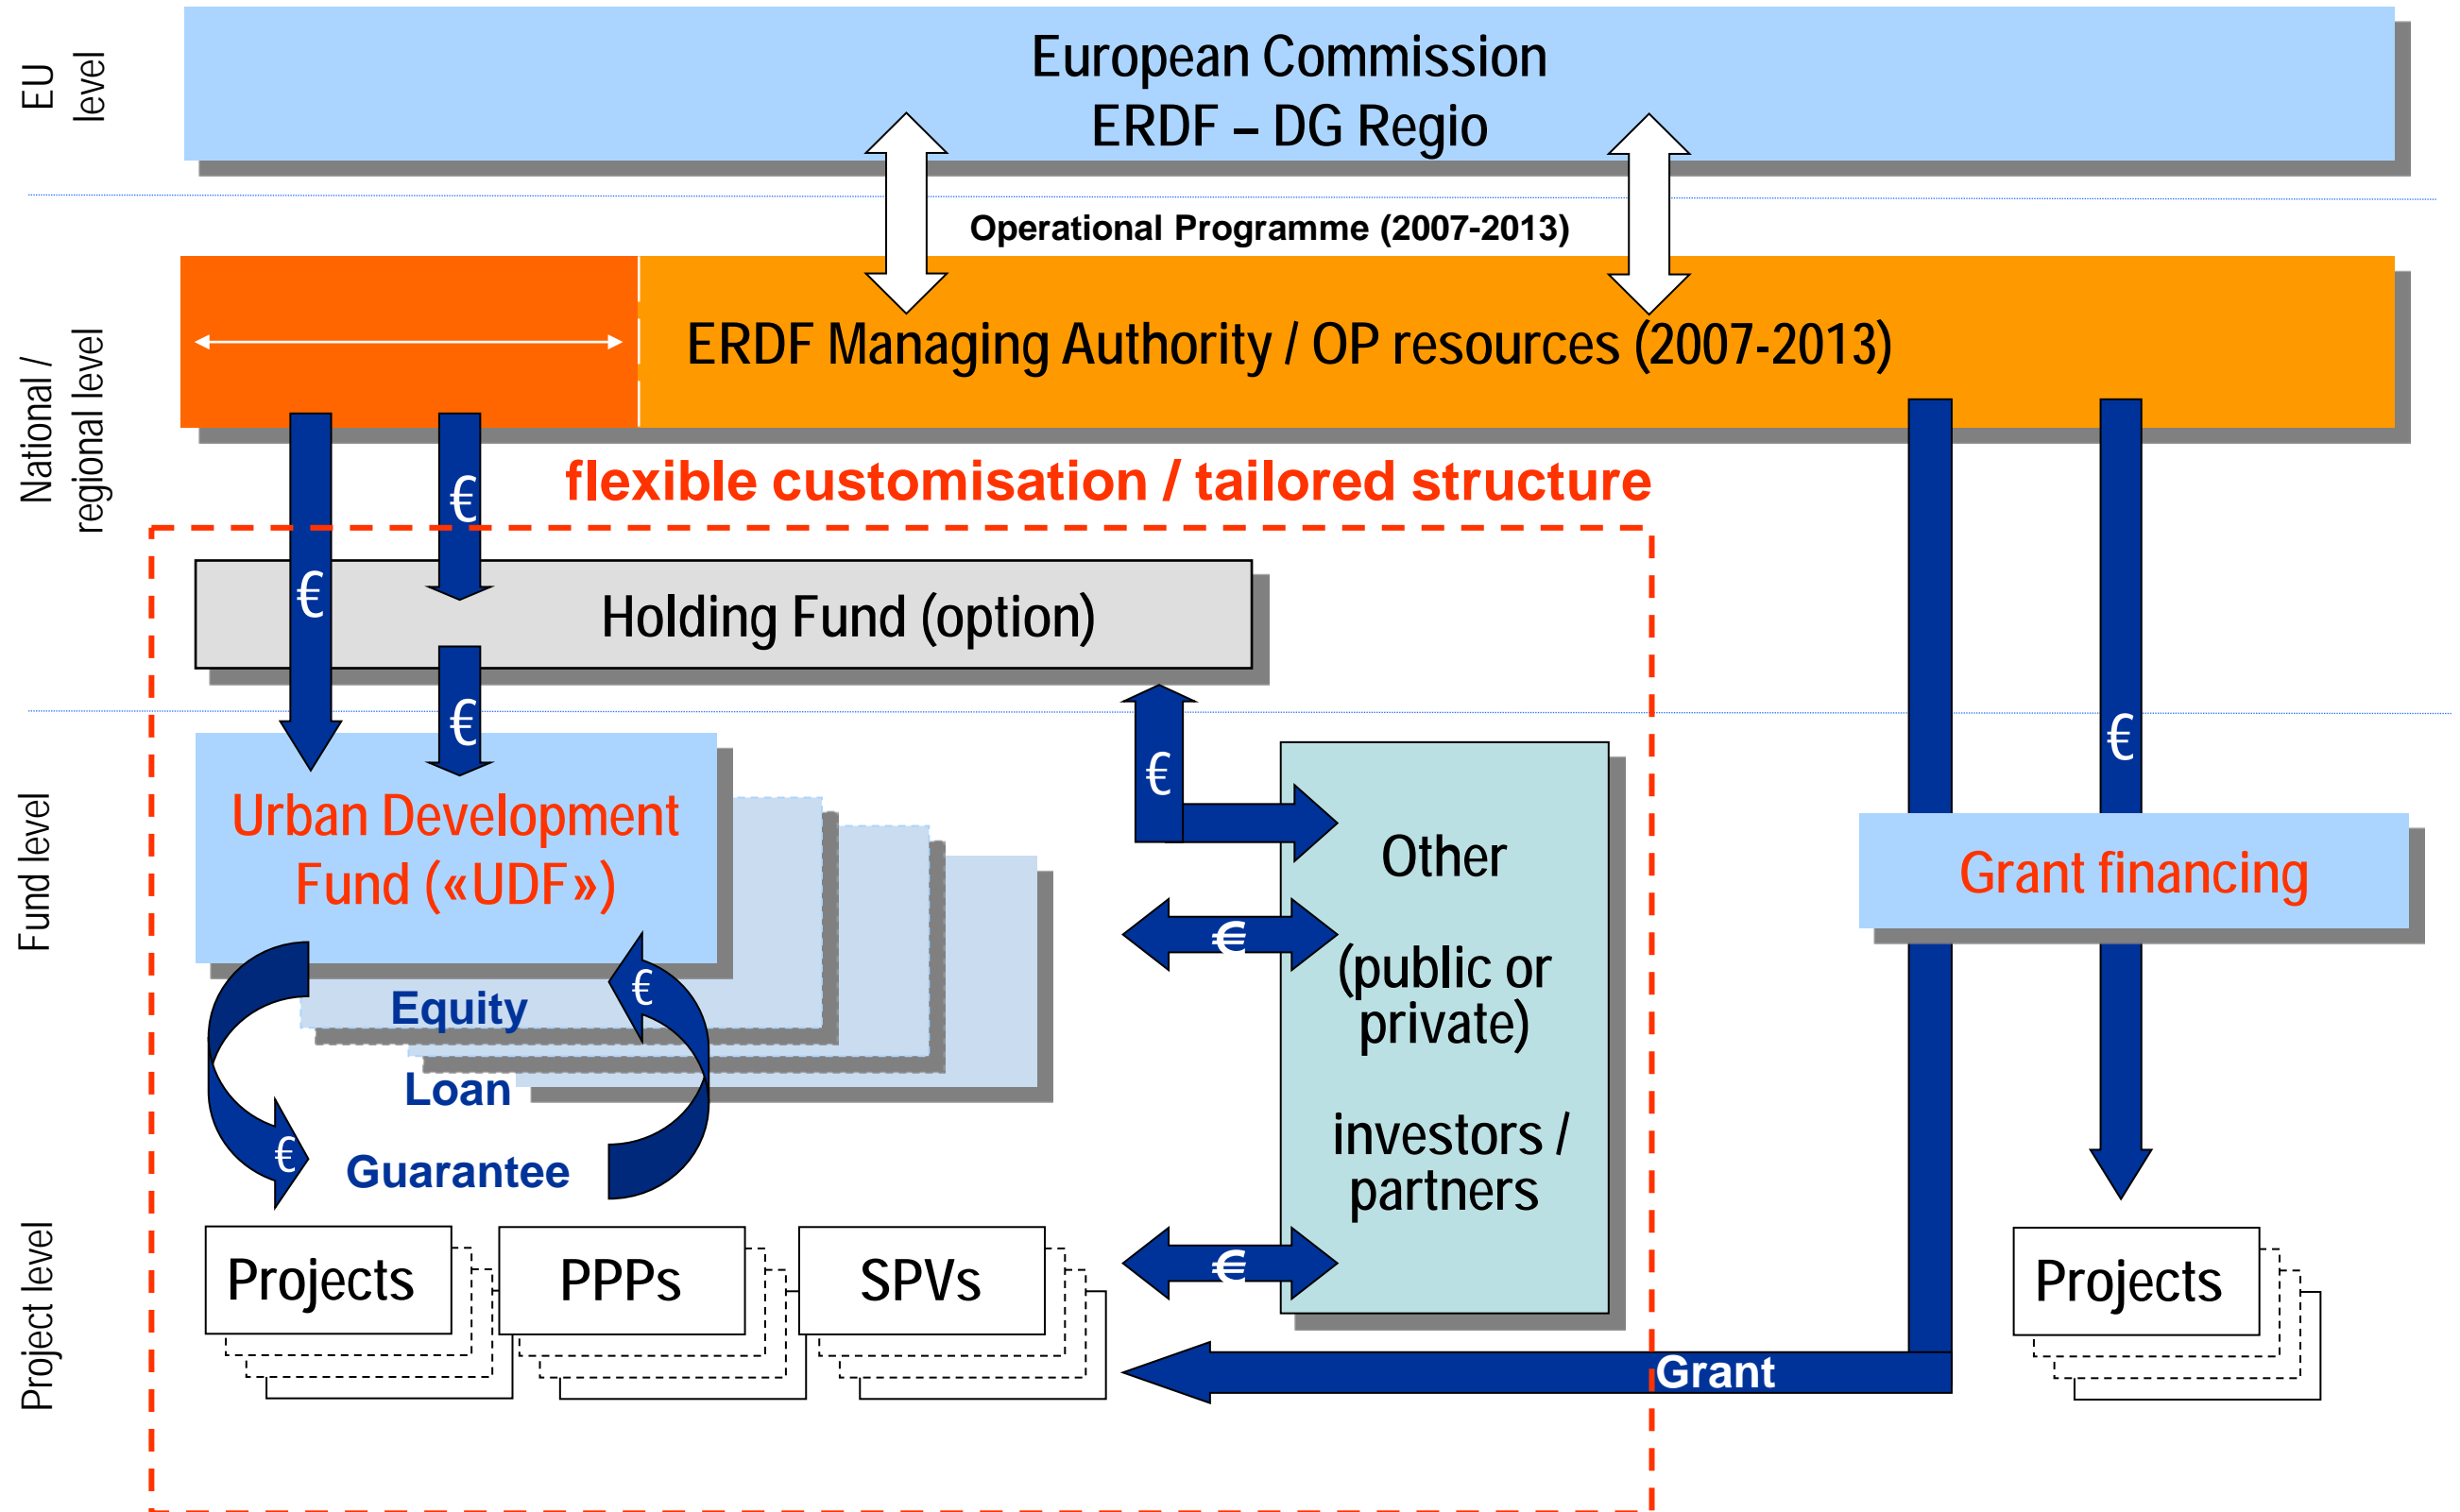 EU
level
European Commission
ERDF – DG Regio
Operational Programme (2007-2013)
National /
regional level
ERDF Managing Authority / OP resources (2007-2013)
€
flexible customisation / tailored structure
€
Holding Fund (option)
€
€
€
Fund level
Urban Development
Fund («UDF»)
Other
(public or
private)
investors /
partners
Grant financing
€
€
Equity
Loan
€
Guarantee
Project level
Projects
PPPs
SPVs
€
Projects
Grant